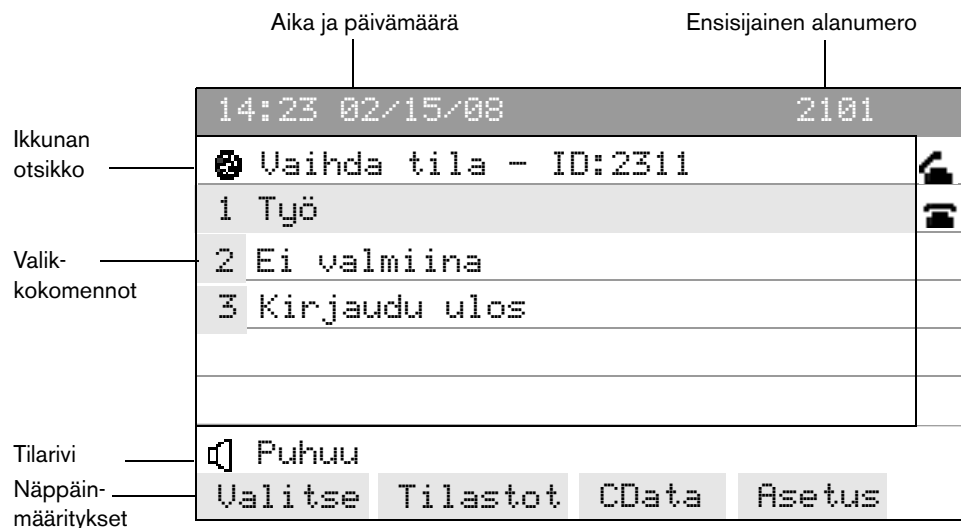 Aika ja päivämäärä
Ensisijainen alanumero
14:23 02/15/08 2101
Ikkunan
otsikko
Vaihda tila - ID:2311
1 Työ
Valik-
kokomennot
2 Ei valmiina
3 Kirjaudu ulos
Tilarivi
Puhuu
Näppäin-
määritykset
Valitse Tilastot CData Asetus